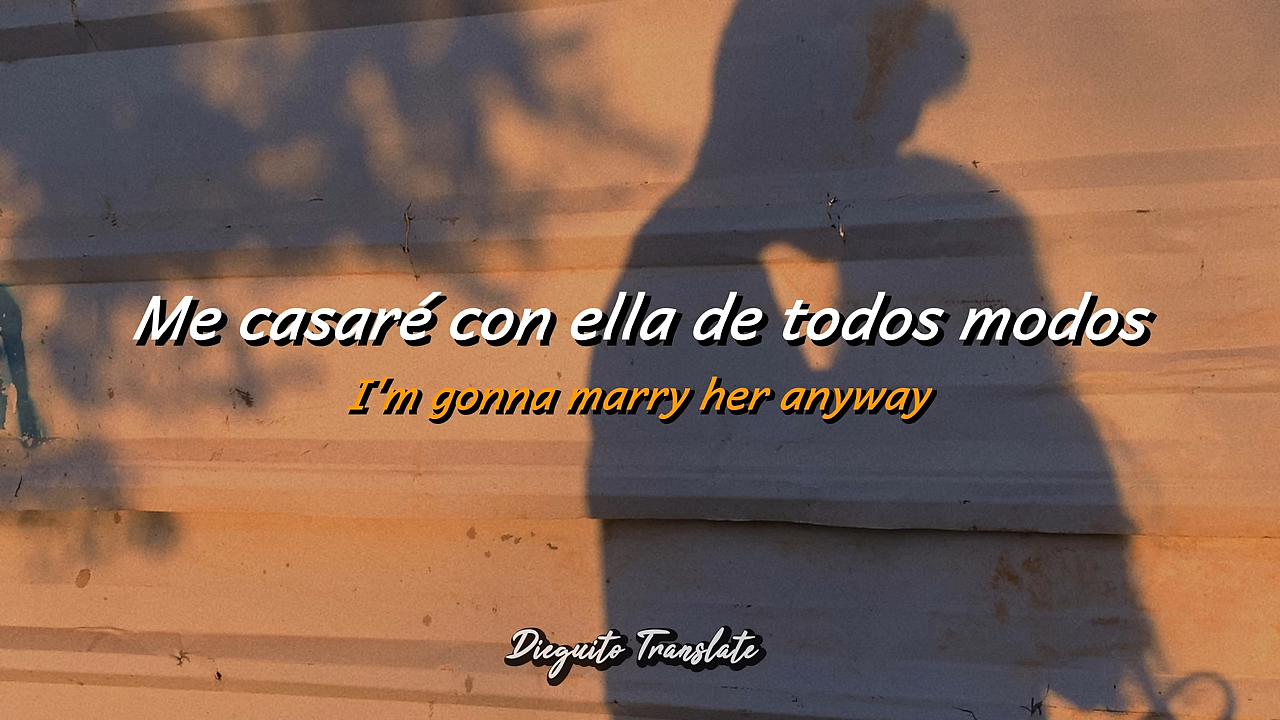 Me casaré con ella de todos modos
I'm gonna marry her anyway
Dieguito Translate